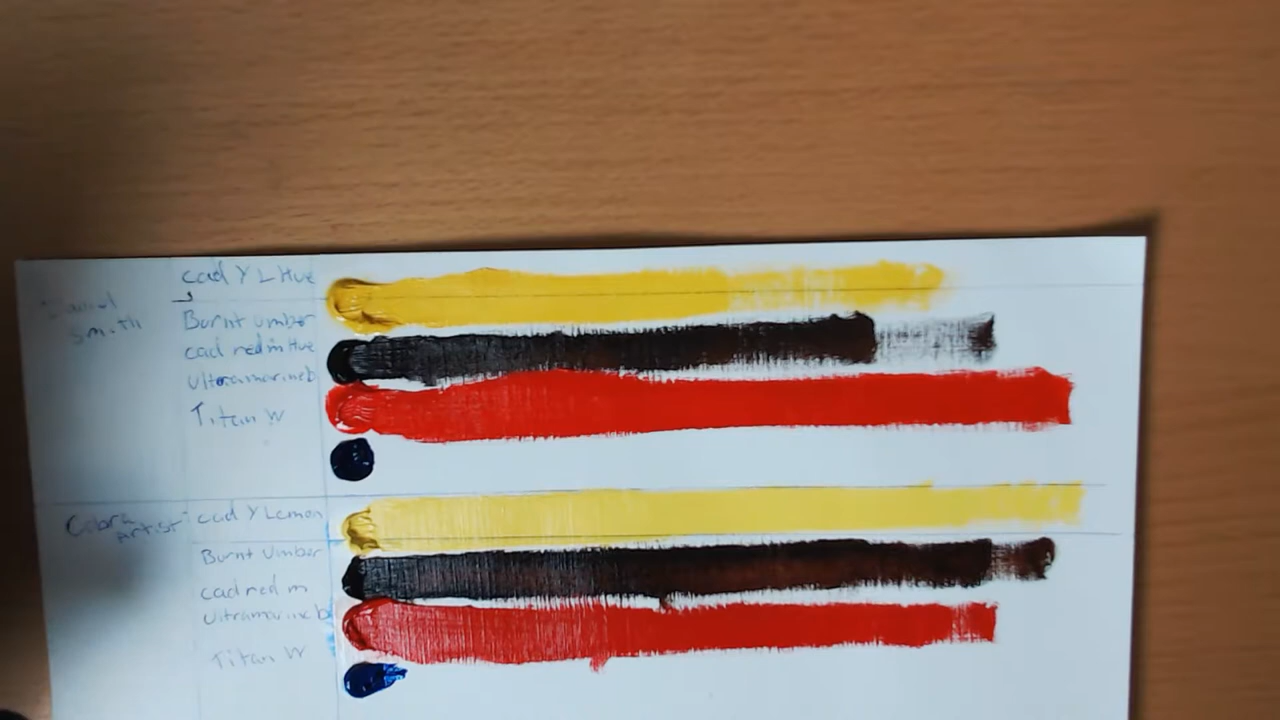 cad Y L Hue
Daniel
Smith
Burnt umber
cad red m Hue
Ultramarine b
Titan W
Cobra
artist
cad Y Lemon
Burnt Umber
cad red m
Ultramarine b
Titan W